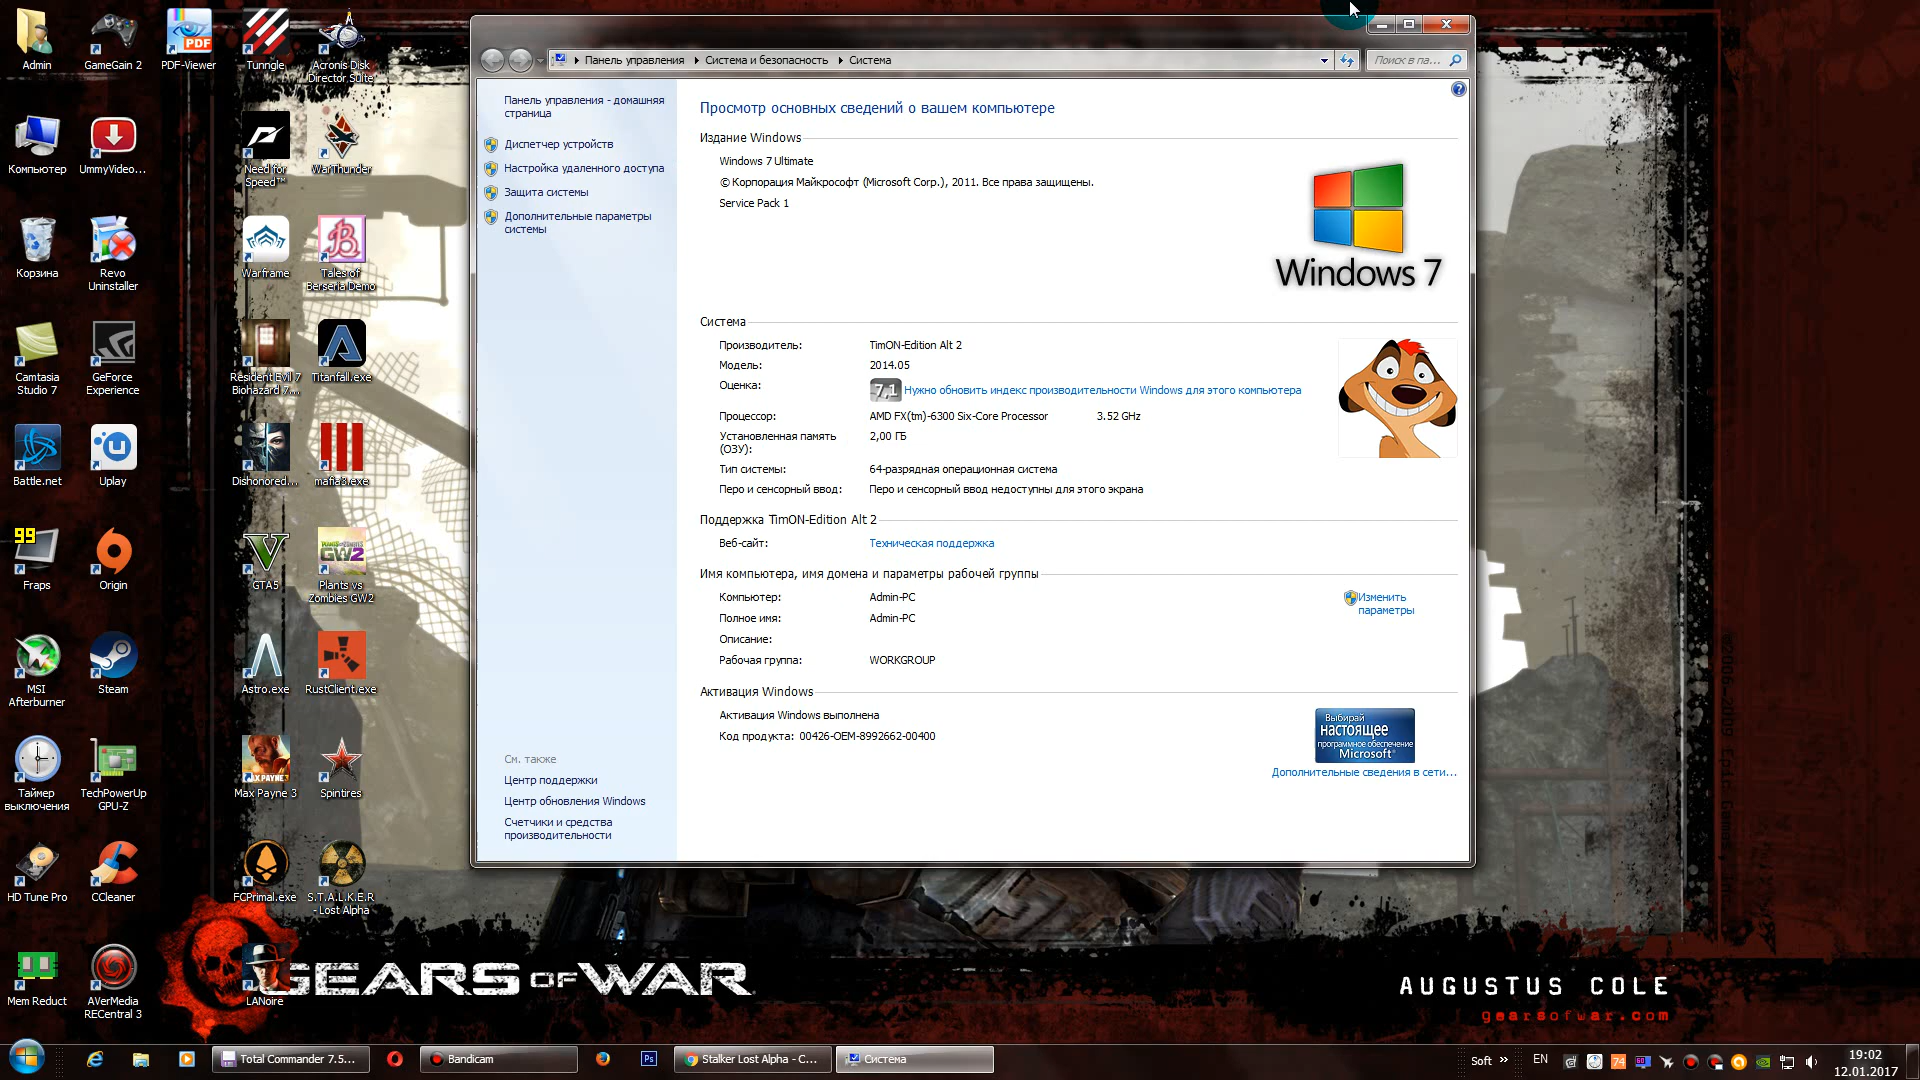 Admin
GameGain 2
PDF
PDF-Viewer
Tunngle
Acronis Disk
Director Suite
Компьютер
UmmyVideo...
Need for
Speed™
WarThunder
Корзина
Revo
Uninstaller
Warframe
Tales of
Berseria Demo
Camtasia
Studio 7
GeForce
Experience
Resident Evil 7
Biohazard 7...
Titanfall.exe
Battle.net
Uplay
Dishonored...
mafia3.exe
99
Fraps
Origin
GTA5
GW2
Plants vs
Zombies GW2
MSI
Afterburner
Steam
Astro.exe
RustClient.exe
Таймер
выключения
TechPowerUp
GPU-Z
MAX PAYNE 3
Max Payne 3
Spintires
HD Tune Pro
CCleaner
FCPrimal.exe
S.T.A.L.K.E.R
- Lost Alpha
Mem Reduct
AVerMedia
RECentral 3
LANoire
Панель управления
Система и безопасность
Система
Поиск в па...
Панель управления - домашняя
страница
Диспетчер устройств
Настройка удаленного доступа
Защита системы
Дополнительные параметры
системы
См. также
Центр поддержки
Центр обновления Windows
Счетчики и средства
производительности
Просмотр основных сведений о вашем компьютере
Издание Windows
Windows 7 Ultimate
© Корпорация Майкрософт (Microsoft Corp.), 2011. Все права защищены.
Service Pack 1
Windows 7
Система
Производитель: TimON-Edition Alt 2
Модель: 2014.05
Оценка: 7,1 Нужно обновить индекс производительности Windows для этого компьютера
Процессор: AMD FX(tm)-6300 Six-Core Processor 3.52 GHz
Установленная память 2,00 ГБ
(ОЗУ):
Тип системы: 64-разрядная операционная система
Перо и сенсорный ввод: Перо и сенсорный ввод недоступны для этого экрана
Поддержка TimON-Edition Alt 2
Веб-сайт: Техническая поддержка
Имя компьютера, имя домена и параметры рабочей группы
Компьютер: Admin-PC
Изменить
параметры
Полное имя: Admin-PC
Описание:
Рабочая группа: WORKGROUP
Активация Windows
Активация Windows выполнена
Код продукта: 00426-OEM-8992662-00400
Выбирай
настоящее
программное обеспечение
Microsoft
Дополнительные сведения в сети...
GEARS OF WAR
AUGUSTUS COLE
gearsofwar.com
Total Commander 7.5...
Bandicam
Ps
Stalker Lost Alpha - C...
Система
Soft
EN
74
19:02
12.01.2017